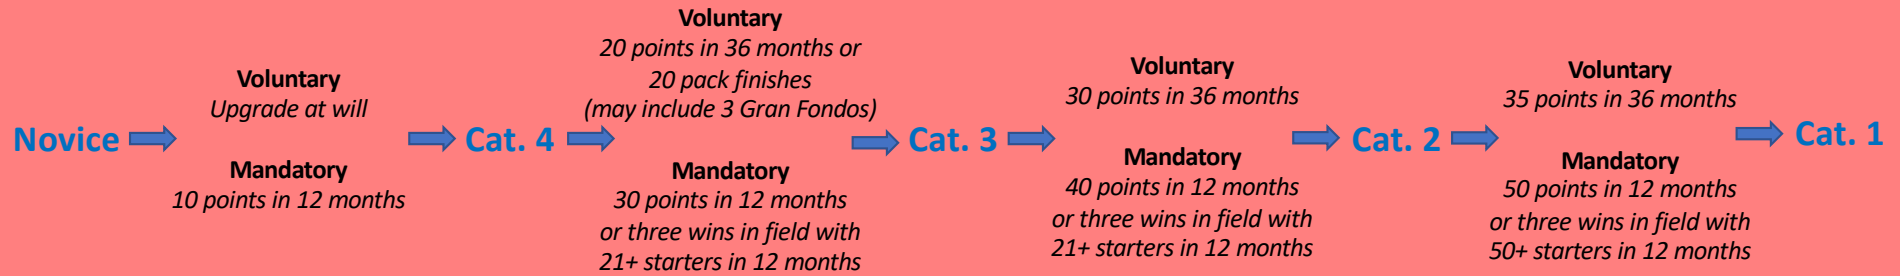 Novice
Voluntary
Upgrade at will
Mandatory
10 points in 12 months
Cat. 4
Voluntary
20 points in 36 months or
20 pack finishes
(may include 3 Gran Fondos)
Mandatory
30 points in 12 months
or three wins in field with
21+ starters in 12 months
Cat. 3
Voluntary
30 points in 36 months
Mandatory
40 points in 12 months
or three wins in field with
21+ starters in 12 months
Cat. 2
Voluntary
35 points in 36 months
Mandatory
50 points in 12 months
or three wins in field with
50+ starters in 12 months
Cat. 1